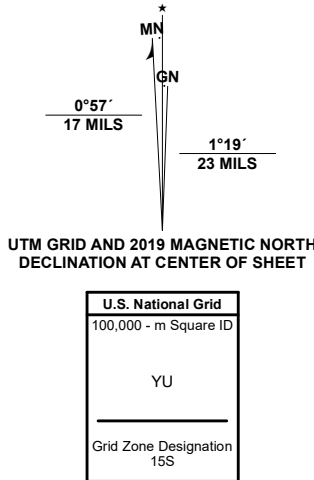 ★
MN
GN
0°57´
17 MILS
1°19´
23 MILS
UTM GRID AND 2019 MAGNETIC NORTH
DECLINATION AT CENTER OF SHEET
U.S. National Grid
100,000 - m Square ID
YU
Grid Zone Designation
15S